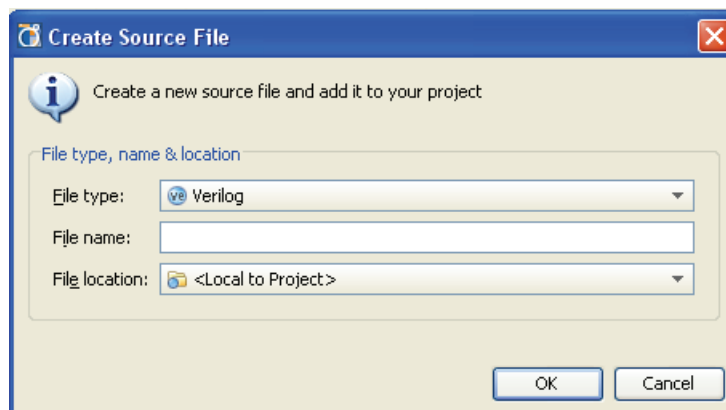 Create Source File
Create a new source file and add it to your project
File type, name & location
File type: Verilog
File name:
File location: <Local to Project>
OK Cancel